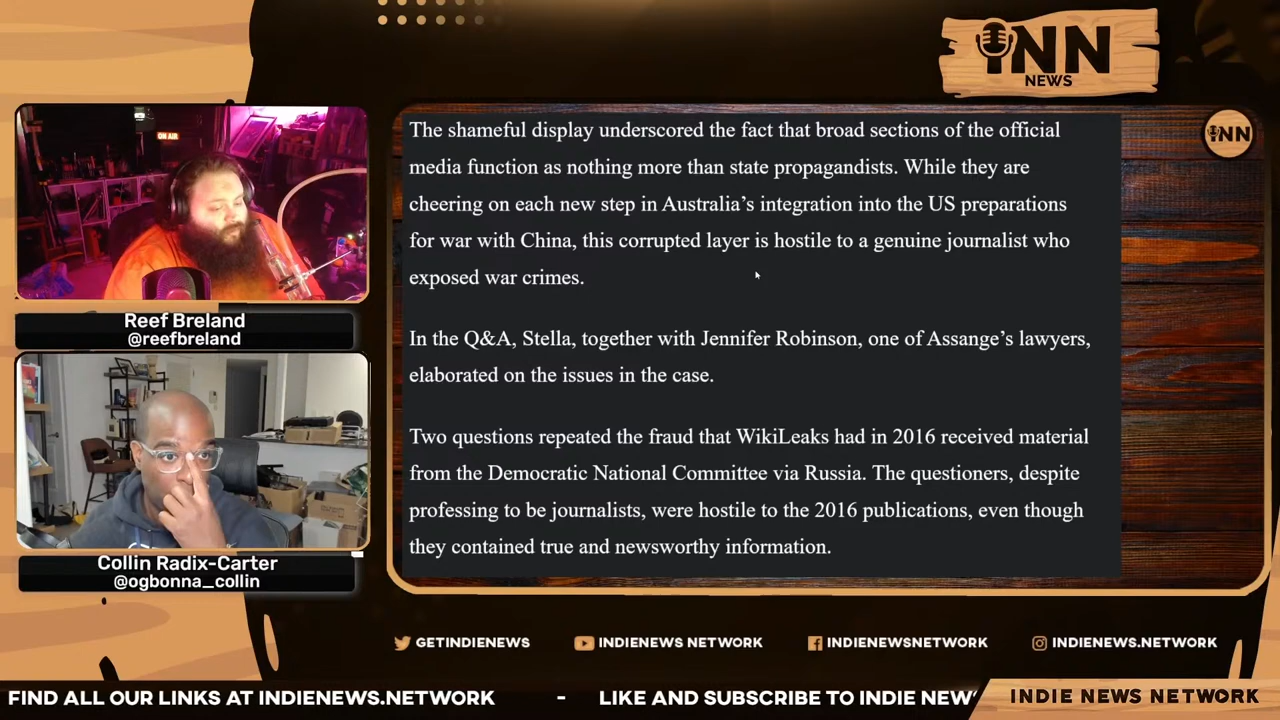 INN
NEWS
ON AIR
INN
The shameful display underscored the fact that broad sections of the official
media function as nothing more than state propagandists. While they are
cheering on each new step in Australia’s integration into the US preparations
for war with China, this corrupted layer is hostile to a genuine journalist who
exposed war crimes.
In the Q&A, Stella, together with Jennifer Robinson, one of Assange’s lawyers,
elaborated on the issues in the case.
Two questions repeated the fraud that WikiLeaks had in 2016 received material
from the Democratic National Committee via Russia. The questioners, despite
professing to be journalists, were hostile to the 2016 publications, even though
they contained true and newsworthy information.
Reef Breland
@reefbreland
Collin Radix-Carter
@ogbonna_collin
GETINDIENEWS
INDIENEWS NETWORK
INDIENEWSNETWORK
INDIENEWS.NETWORK
FIND ALL OUR LINKS AT INDIENEWS.NETWORK - LIKE AND SUBSCRIBE TO INDIE NEW
INDIE NEWS NETWORK